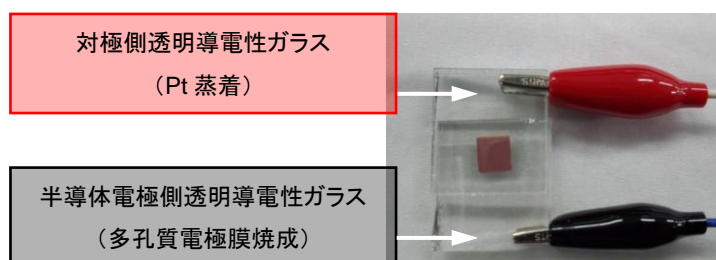 対極側透明導電性ガラス
（Pt 蒸着）
半導体電極側透明導電性ガラス
（多孔質電極膜焼成）